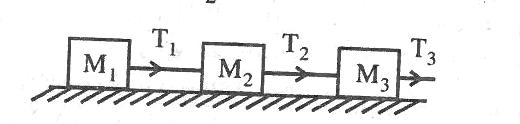 T₁ T₂ T₃
M₁ M₂ M₃